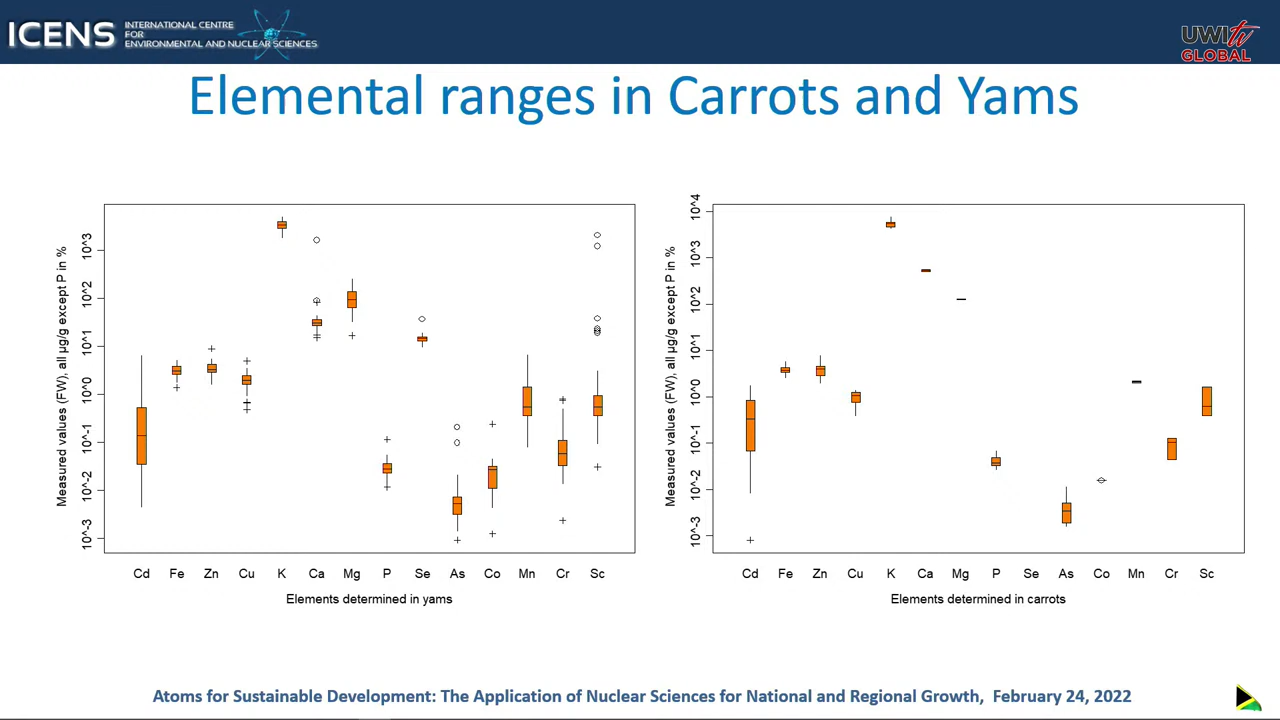 ICENS
INTERNATIONAL CENTRE
FOR
ENVIRONMENTAL AND NUCLEAR SCIENCES
UWItv
GLOBAL
Elemental ranges in Carrots and Yams
Measured values (FW), all µg/g except P in %
10^3
10^2
10^1
10^0
10^-1
10^-2
10^-3
Cd Fe Zn Cu K Ca Mg P Se As Co Mn Cr Sc
Elements determined in yams
Measured values (FW), all µg/g except P in %
10^4
10^3
10^2
10^1
10^0
10^-1
10^-2
10^-3
Cd Fe Zn Cu K Ca Mg P Se As Co Mn Cr Sc
Elements determined in carrots
Atoms for Sustainable Development: The Application of Nuclear Sciences for National and Regional Growth, February 24, 2022